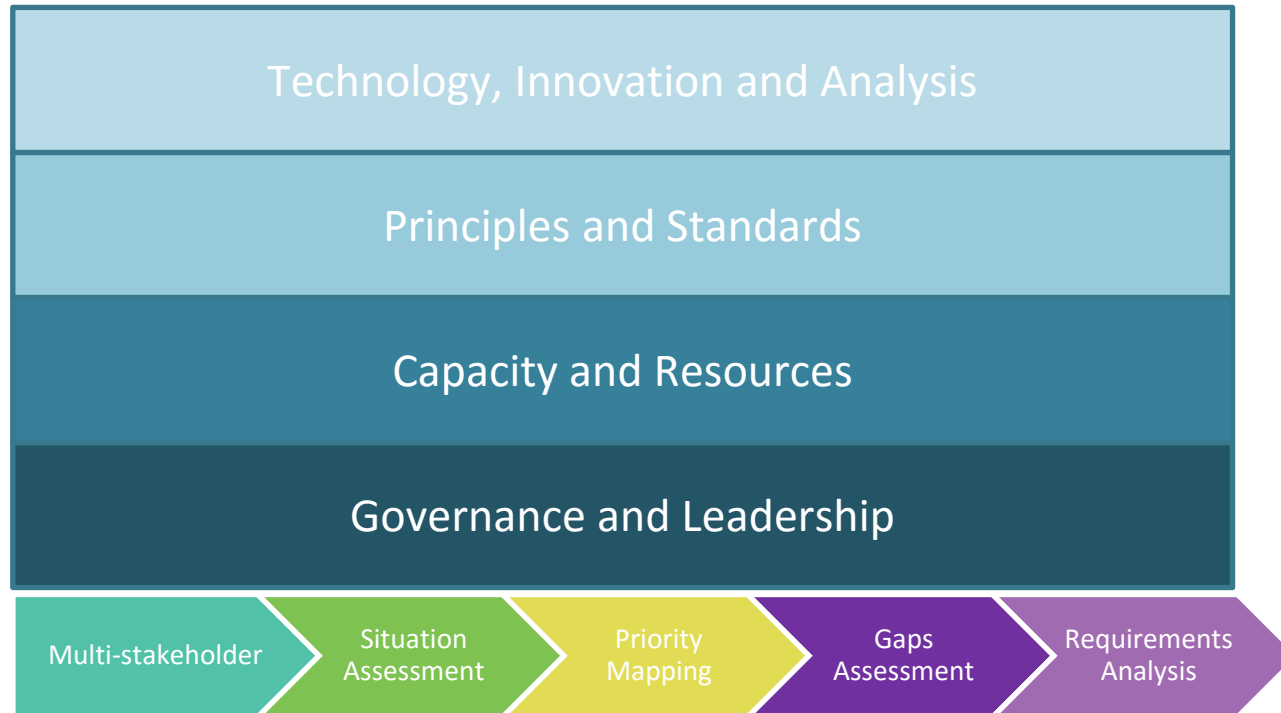 Technology, Innovation and Analysis
Principles and Standards
Capacity and Resources
Governance and Leadership
Multi-stakeholder
Situation
Assessment
Priority
Mapping
Gaps
Assessment
Requirements
Analysis